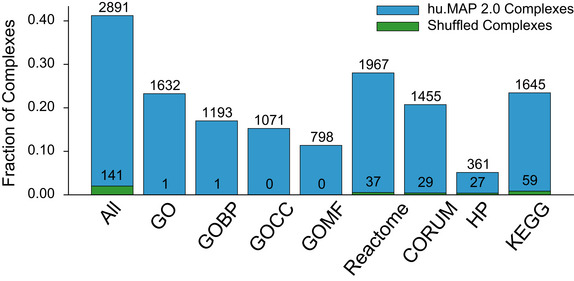 hu.MAP 2.0 Complexes
Shuffled Complexes
Fraction of Complexes
0.40
0.30
0.20
0.10
0.00
2891 1632 1193 1071 798 1967 1455 361 1645
141 1 1 0 0 37 29 27 59
All GO GOBP GOCC GOMF Reactome CORUM HP KEGG